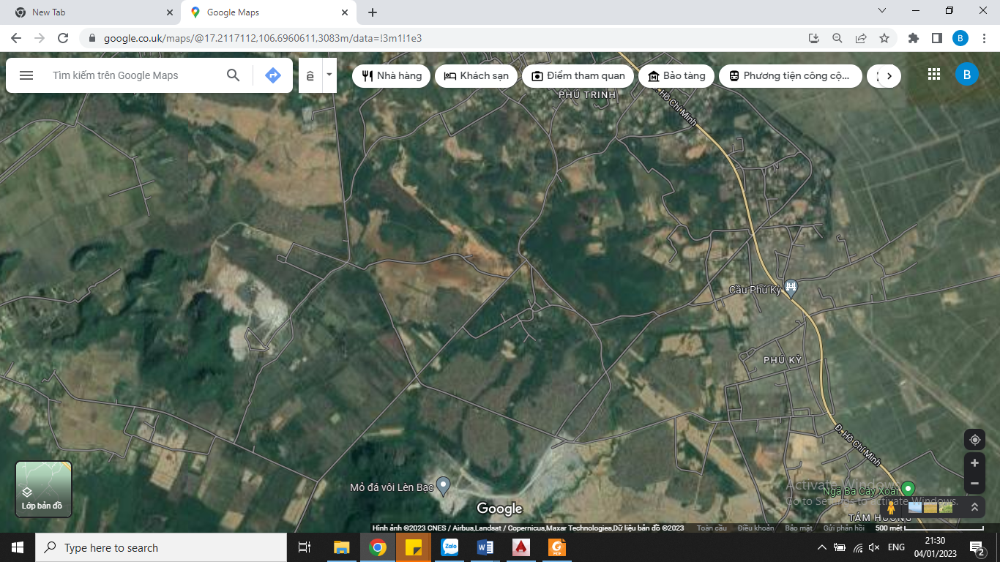 New Tab
Google Maps
google.co.uk/maps/@17.2117112,106.6960611,3083m/data=!3m1!1e3
B
Tìm kiếm trên Google Maps
ê
Nhà hàng
Khách sạn
Điểm tham quan
Bảo tàng
Phương tiện công cộ...
B
PHÚ TRINH
Đ. Hồ Chí Minh
Cầu Phú Kỳ
PHÚ KỲ
Đ. Hồ Chí Minh
Mỏ đá vôi Lèn Bạc
Ngã Ba Cây Xoài
Activate Windows
Go to Settings to activate Windows.
Lớp bản đồ
Google
TÁM HƯƠNG
Hình ảnh ©2023 CNES / Airbus,Landsat / Copernicus,Maxar Technologies,Dữ liệu bản đồ ©2023
Toàn cầu
Điều khoản
Bảo mật
Gửi phản hồi
500 mét
Type here to search
Zalo
W
A
PDF
ENG
21:30
04/01/2023
2